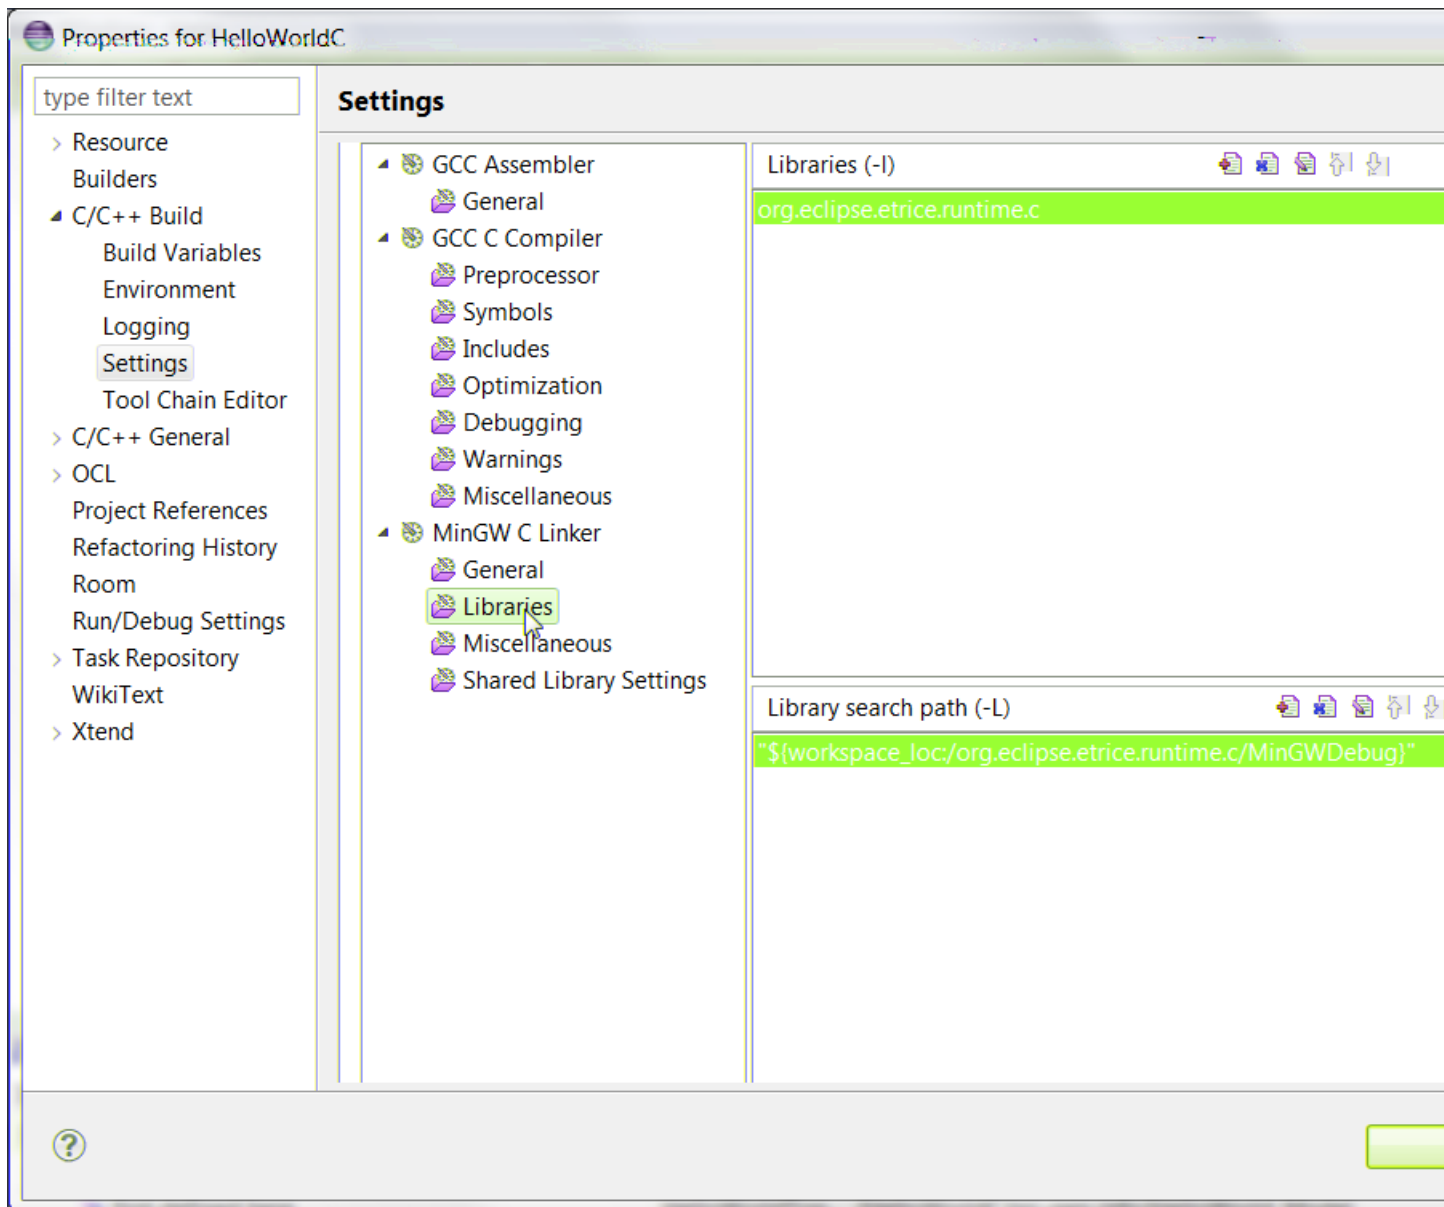 Properties for HelloWorldC
type filter text
Resource
Builders
C/C++ Build
Build Variables
Environment
Logging
Settings
Tool Chain Editor
C/C++ General
OCL
Project References
Refactoring History
Room
Run/Debug Settings
Task Repository
WikiText
Xtend
Settings
GCC Assembler
General
GCC C Compiler
Preprocessor
Symbols
Includes
Optimization
Debugging
Warnings
Miscellaneous
MinGW C Linker
General
Libraries
Miscellaneous
Shared Library Settings
Libraries (-l)
org.eclipse.etrice.runtime.c
Library search path (-L)
"${workspace_loc:/org.eclipse.etrice.runtime.c/MinGWDebug}"
?